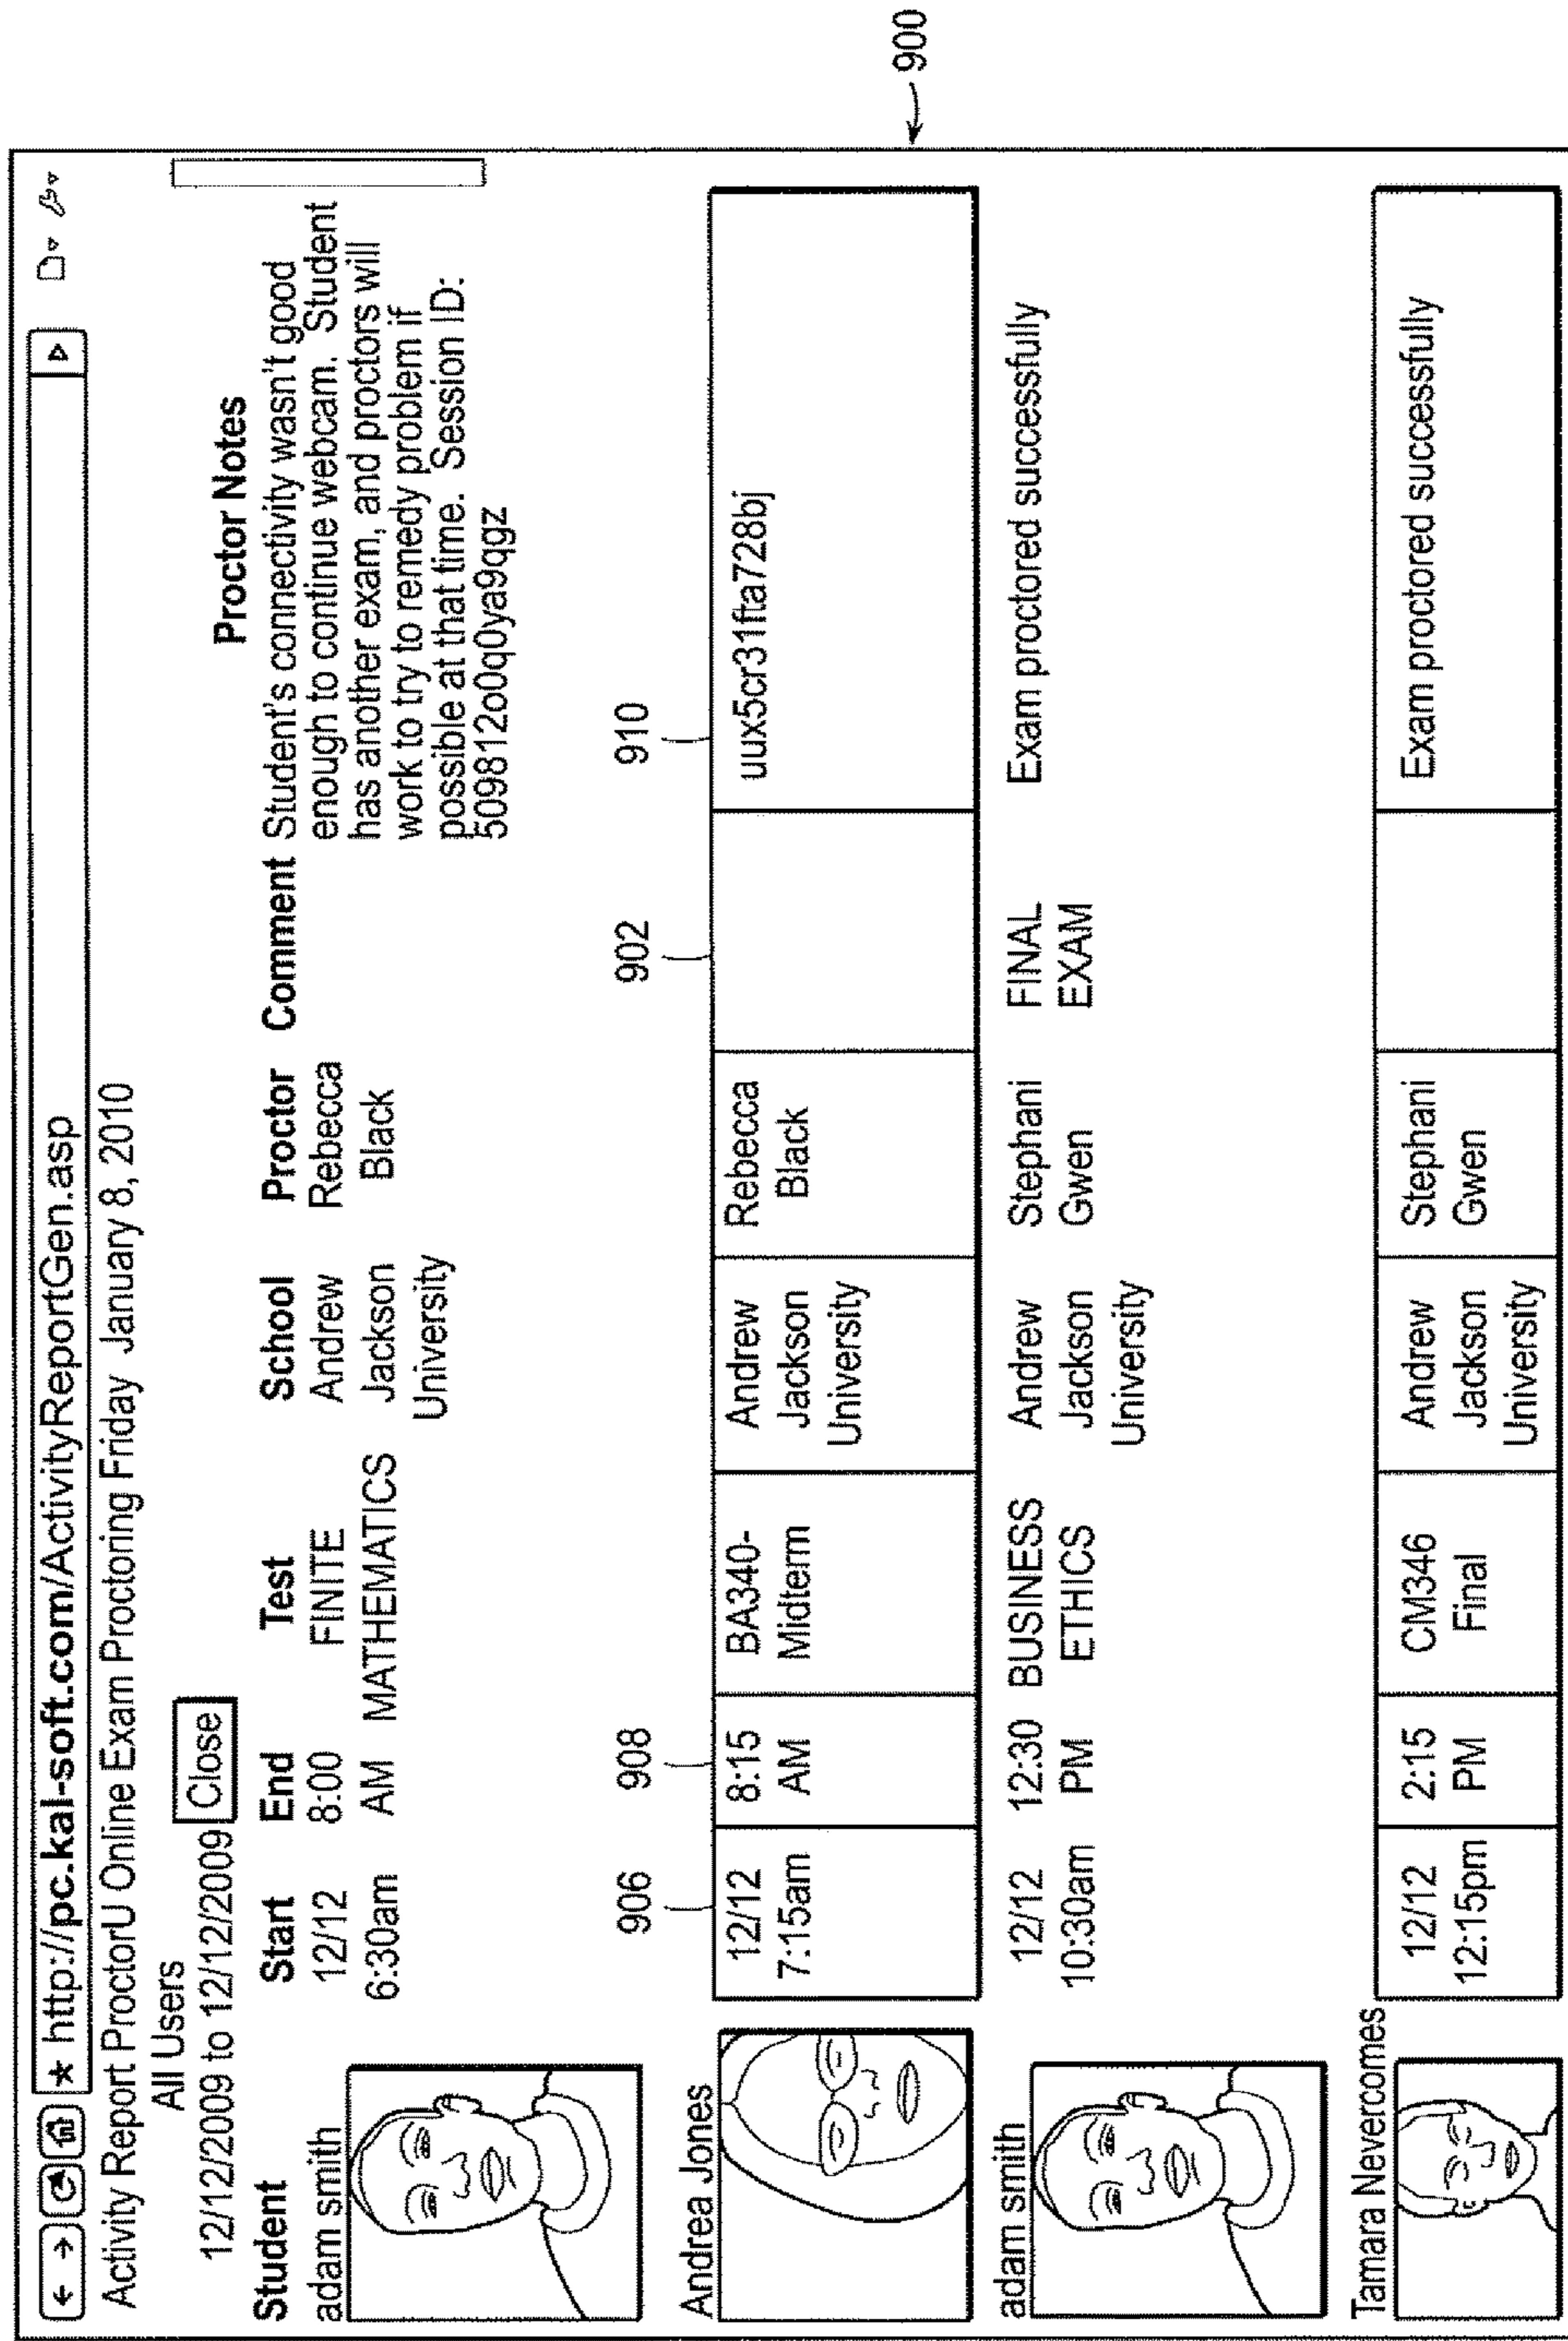 ★ http://pc.kal-soft.com/ActivityReportGen.asp
Activity Report ProctorU Online Exam Proctoring Friday January 8, 2010
All Users
12/12/2009 to 12/12/2009 Close
Student Start End Test School Proctor Comment Proctor Notes
adam smith
12/12 6:30am
8:00 AM
FINITE MATHEMATICS
Andrew Jackson University
Rebecca Black
Student's connectivity wasn't good
enough to continue webcam. Student
has another exam, and proctors will
work to try to remedy problem if
possible at that time. Session ID:
509812o0q0ya9qgz
906 908 902 910
Andrea Jones
12/12 7:15am
8:15 AM
BA340- Midterm
Andrew Jackson University
Rebecca Black
uux5cr31fta728bj
adam smith
12/12 10:30am
12:30 PM
BUSINESS ETHICS
Andrew Jackson University
Stephani Gwen
FINAL EXAM
Exam proctored successfully
Tamara Nevercomes
12/12 12:15pm
2:15 PM
CM346 Final
Andrew Jackson University
Stephani Gwen
Exam proctored successfully
900